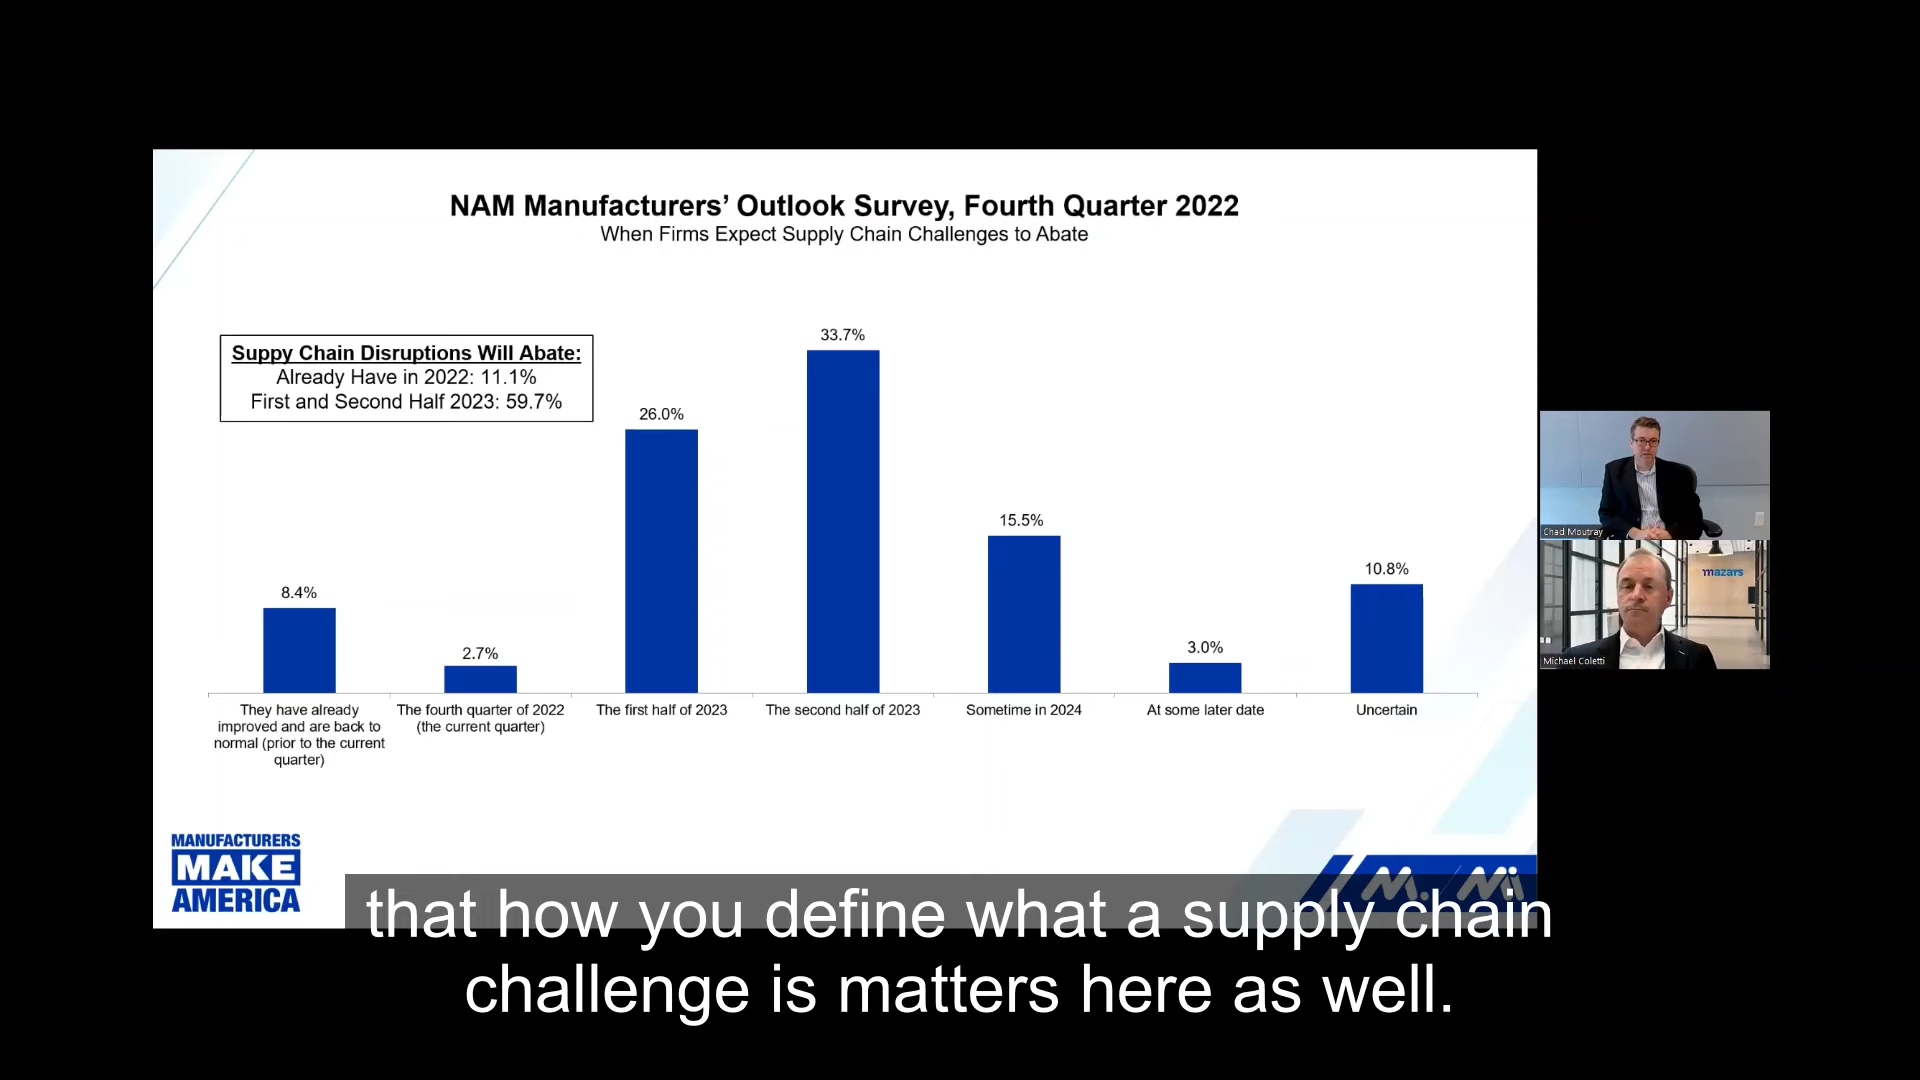 NAM Manufacturers’ Outlook Survey, Fourth Quarter 2022
When Firms Expect Supply Chain Challenges to Abate
Suppy Chain Disruptions Will Abate:
Already Have in 2022: 11.1%
First and Second Half 2023: 59.7%
8.4%
2.7%
26.0%
33.7%
15.5%
3.0%
10.8%
They have already
improved and are back to
normal (prior to the current
quarter)
The fourth quarter of 2022
(the current quarter)
The first half of 2023
The second half of 2023
Sometime in 2024
At some later date
Uncertain
Chad Moutray
mazars
Michael Coletti
MANUFACTURERS
MAKE
AMERICA
that how you define what a supply chain
challenge is matters here as well.